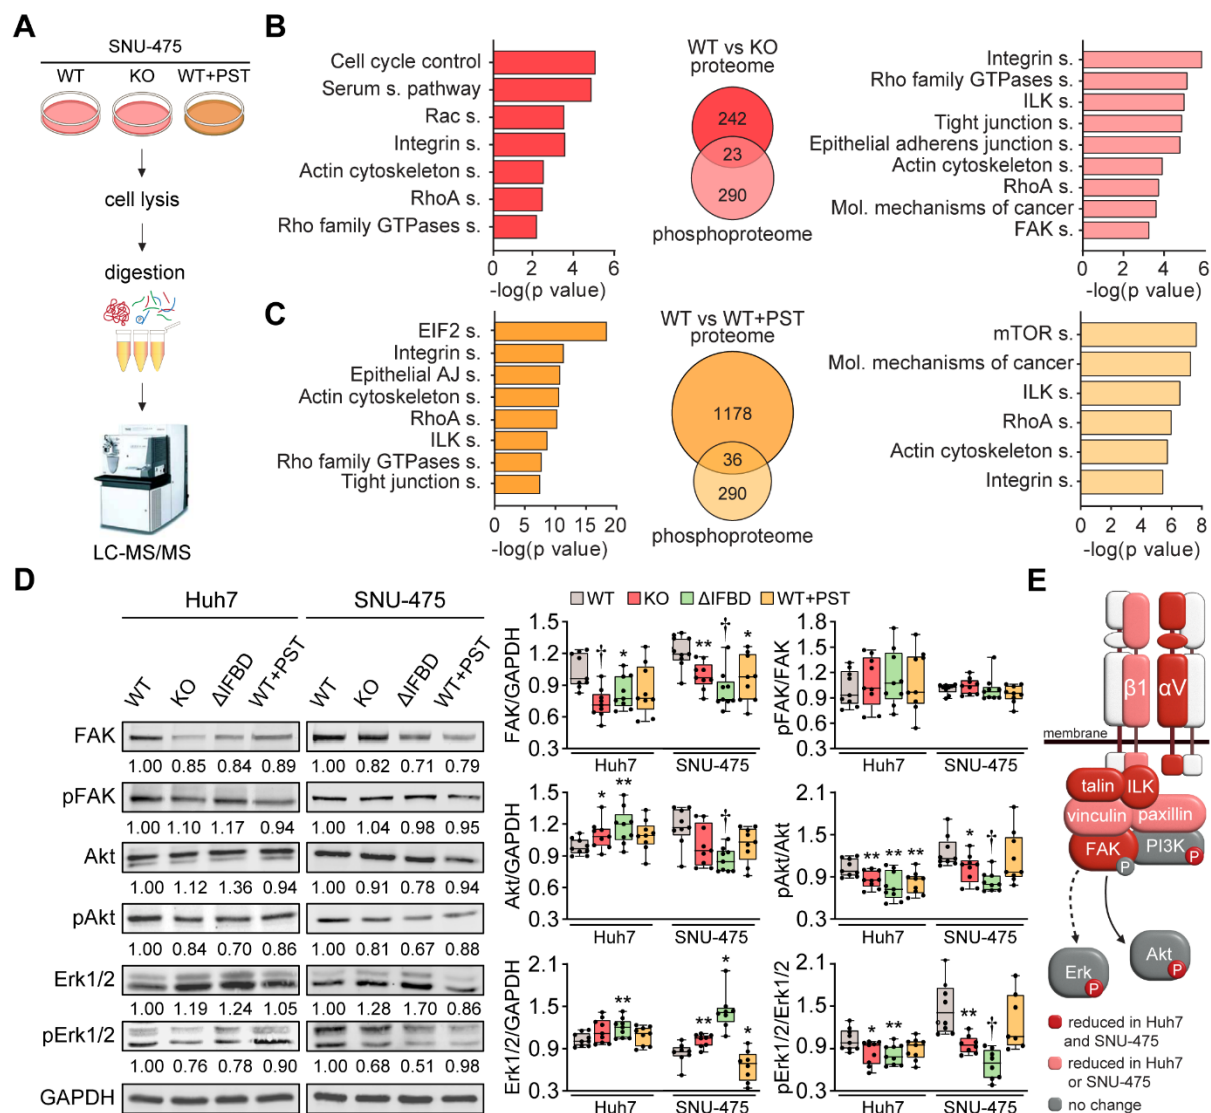 A
SNU-475
WT KO WT+PST
cell lysis
digestion
LC-MS/MS
B
Cell cycle control
Serum s. pathway
Rac s.
Integrin s.
Actin cytoskeleton s.
RhoA s.
Rho family GTPases s.
0 2 4 6
-log(p value)
WT vs KO
proteome
242
23
290
phosphoproteome
Integrin s.
Rho family GTPases s.
ILK s.
Tight junction s.
Epithelial adherens junction s.
Actin cytoskeleton s.
RhoA s.
Mol. mechanisms of cancer
FAK s.
0 2 4 6
-log(p value)
C
EIF2 s.
Integrin s.
Epithelial AJ s.
Actin cytoskeleton s.
RhoA s.
ILK s.
Rho family GTPases s.
Tight junction s.
0 5 10 15 20
-log(p value)
WT vs WT+PST
proteome
1178
36
290
phosphoproteome
mTOR s.
Mol. mechanisms of cancer
ILK s.
RhoA s.
Actin cytoskeleton s.
Integrin s.
0 2 4 6 8
-log(p value)
D
Huh7 SNU-475
WT KO ΔIFBD WT+PST WT KO ΔIFBD WT+PST
FAK
1.00 0.85 0.84 0.89 1.00 0.82 0.71 0.79
pFAK
1.00 1.10 1.17 0.94 1.00 1.04 0.98 0.95
Akt
1.00 1.12 1.36 0.94 1.00 0.91 0.78 0.94
pAkt
1.00 0.84 0.70 0.86 1.00 0.81 0.67 0.88
Erk1/2
1.00 1.19 1.24 1.05 1.00 1.28 1.70 0.86
pErk1/2
1.00 0.76 0.78 0.90 1.00 0.68 0.51 0.98
GAPDH
WT KO ΔIFBD WT+PST
FAK/GAPDH
1.5
1.2
0.9
0.6
0.3
† * ** † *
Huh7 SNU-475
pFAK/FAK
1.8
1.5
1.2
0.9
0.6
0.3
Huh7 SNU-475
Akt/GAPDH
1.5
1.2
0.9
0.6
0.3
* ** †
Huh7 SNU-475
pAkt/Akt
2.1
1.5
0.9
0.3
** ** ** * †
Huh7 SNU-475
Erk1/2/GAPDH
2.1
1.5
0.9
0.3
** ** * *
Huh7 SNU-475
pErk1/2/Erk1/2
2.1
1.5
0.9
0.3
* ** ** †
Huh7 SNU-475
E
β1 αV
membrane
talin ILK
vinculin paxillin
FAK PI3K
P P
Erk Akt
P P
reduced in Huh7
and SNU-475
reduced in Huh7
or SNU-475
no change